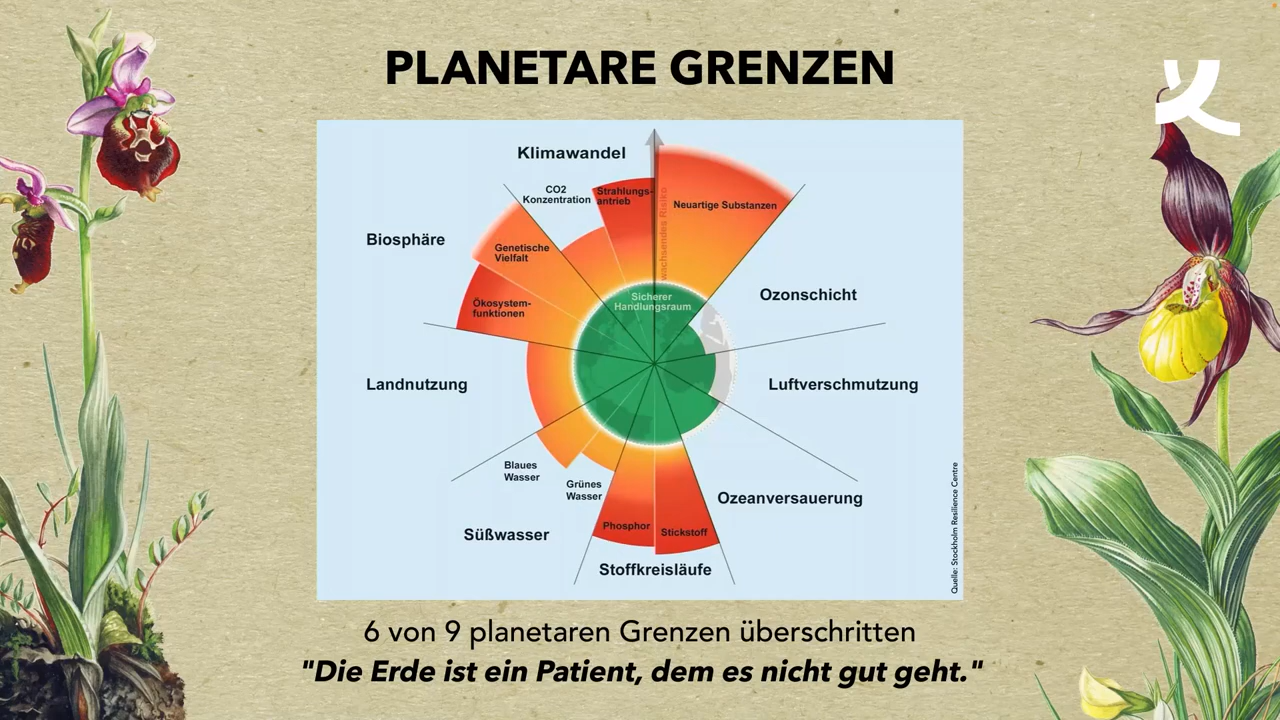 PLANETARE GRENZEN
Klimawandel
CO2
Konzentration
Strahlungs-
antrieb
wachsendes Risiko
Neuartige Substanzen
Biosphäre
Genetische
Vielfalt
Ökosystem-
funktionen
Sicherer
Handlungsraum
Ozonschicht
Landnutzung
Luftverschmutzung
Blaues
Wasser
Grünes
Wasser
Süßwasser
Phosphor
Stickstoff
Ozeanversauerung
Stoffkreisläufe
Quelle: Stockholm Resilience Centre
6 von 9 planetaren Grenzen überschritten
"Die Erde ist ein Patient, dem es nicht gut geht."